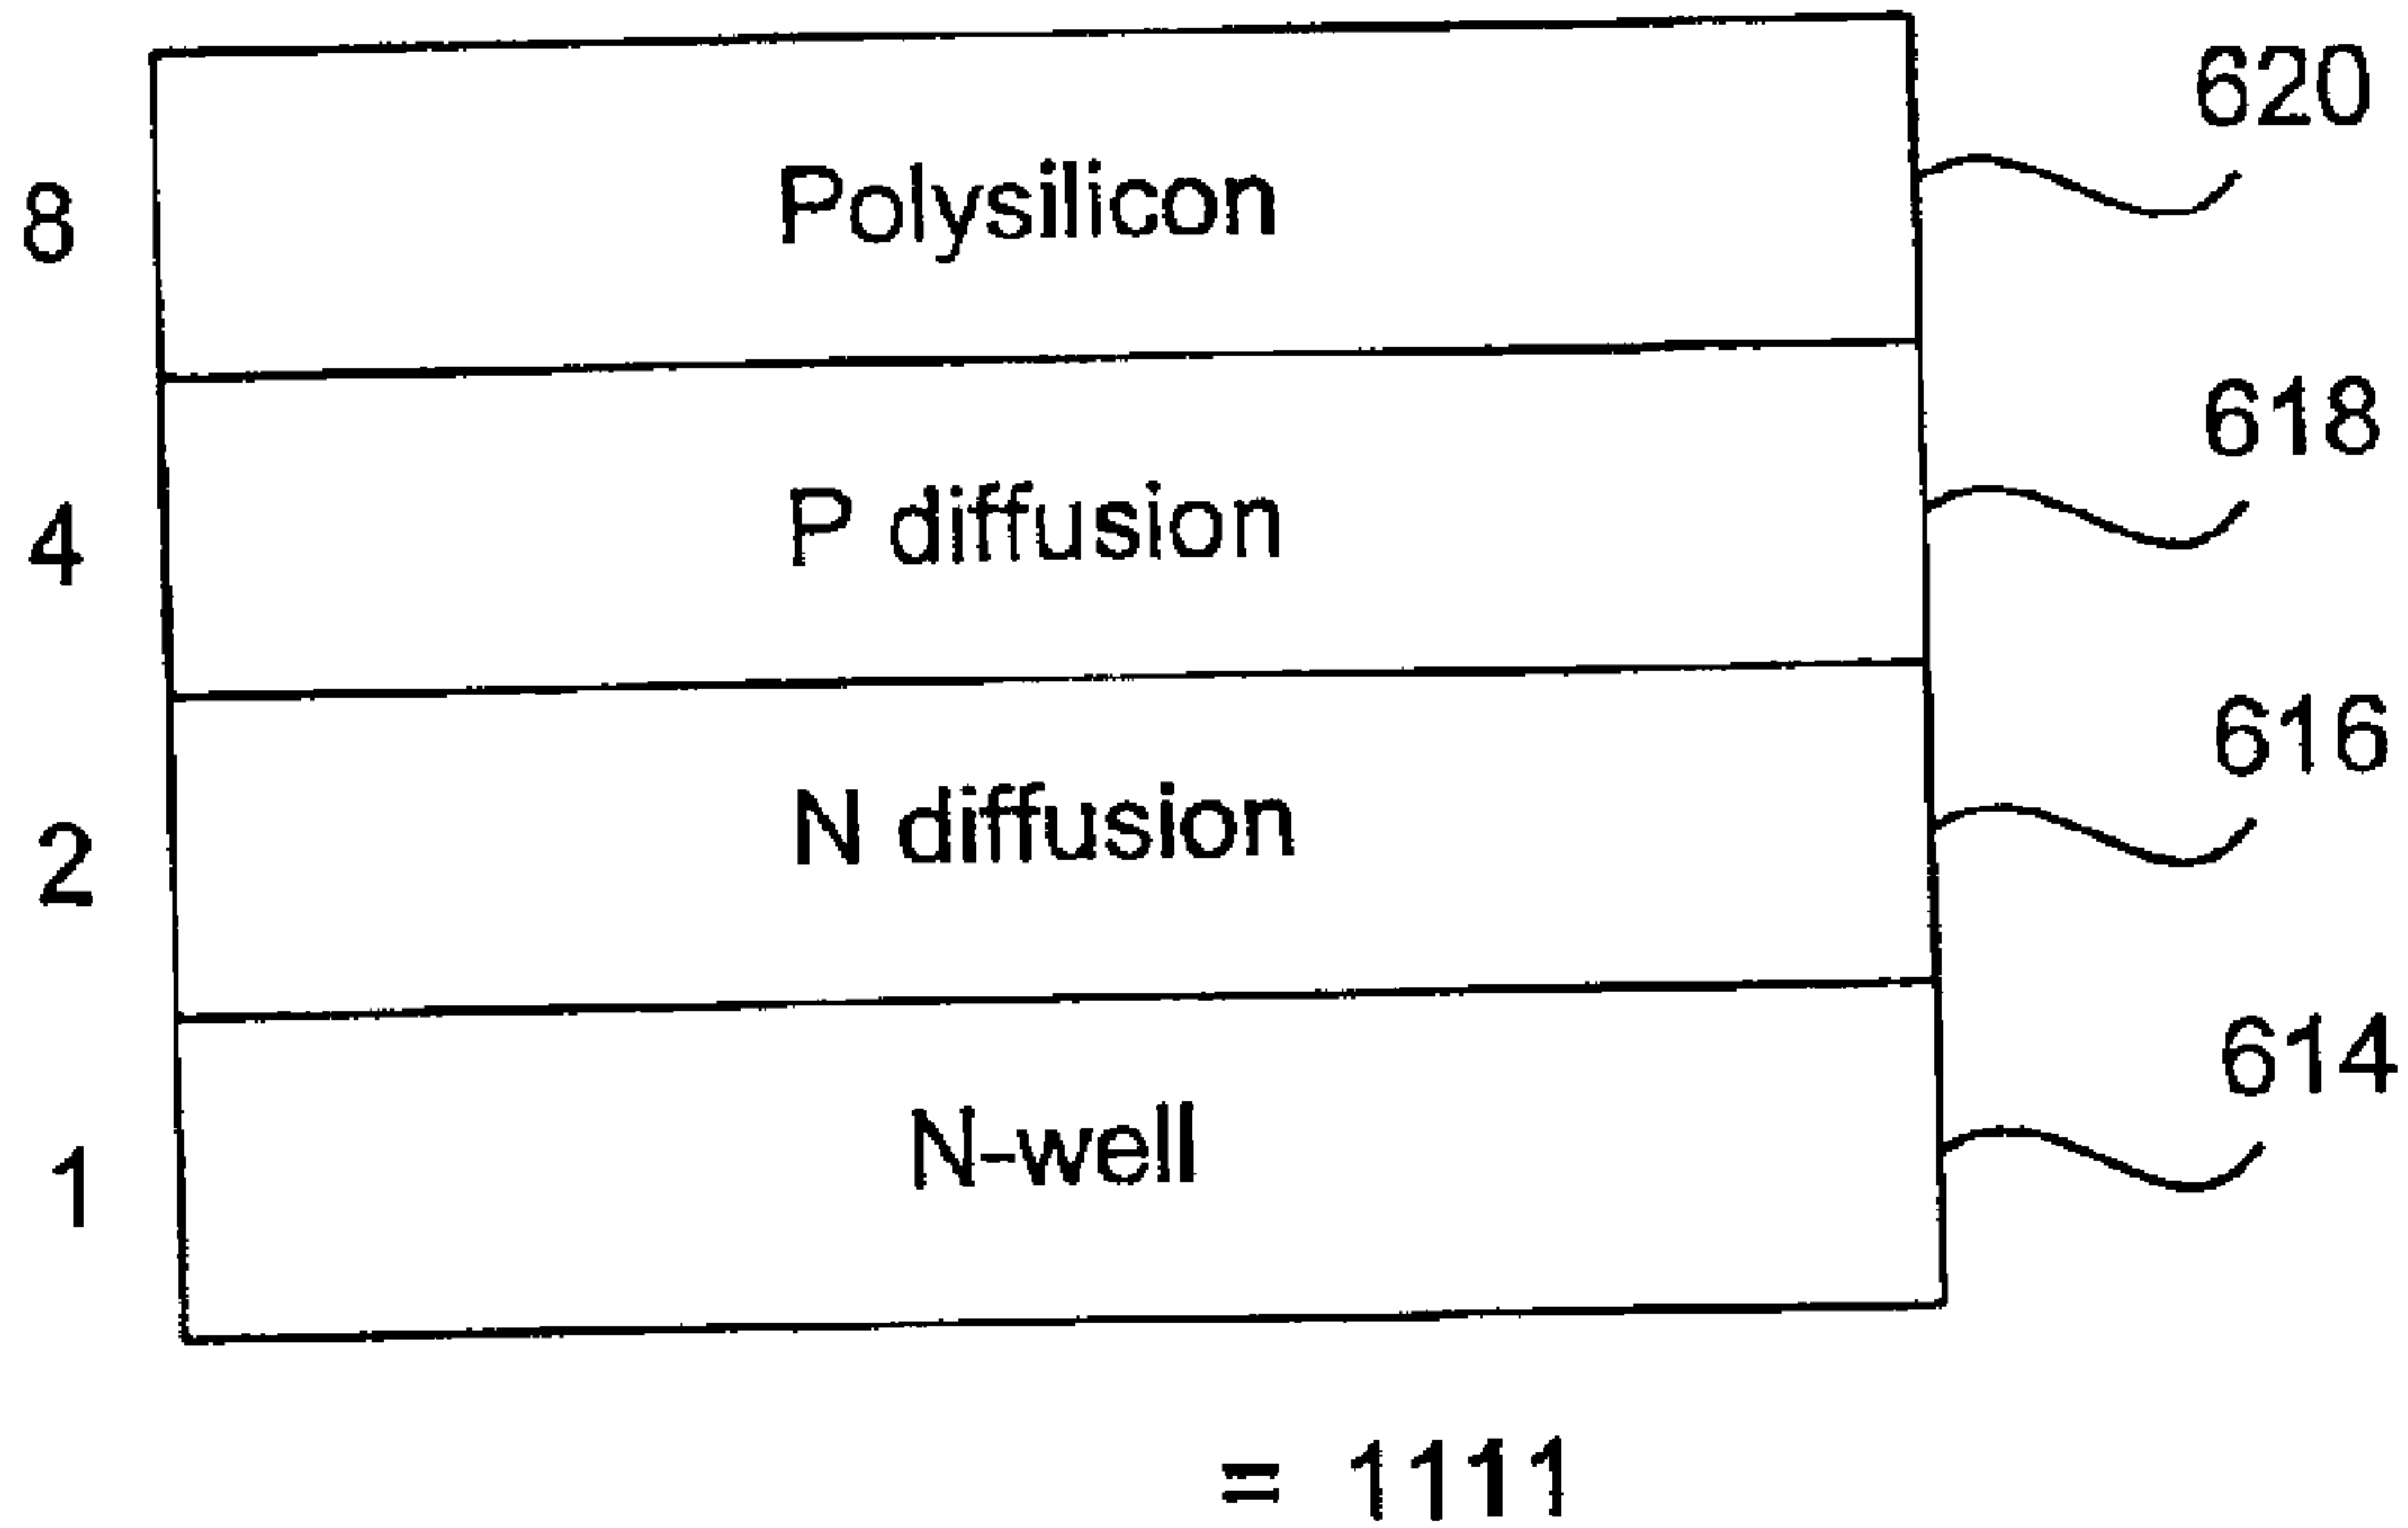 620
8 Polysilicon
618
4 P diffusion
616
2 N diffusion
614
1 N-well
= 1111